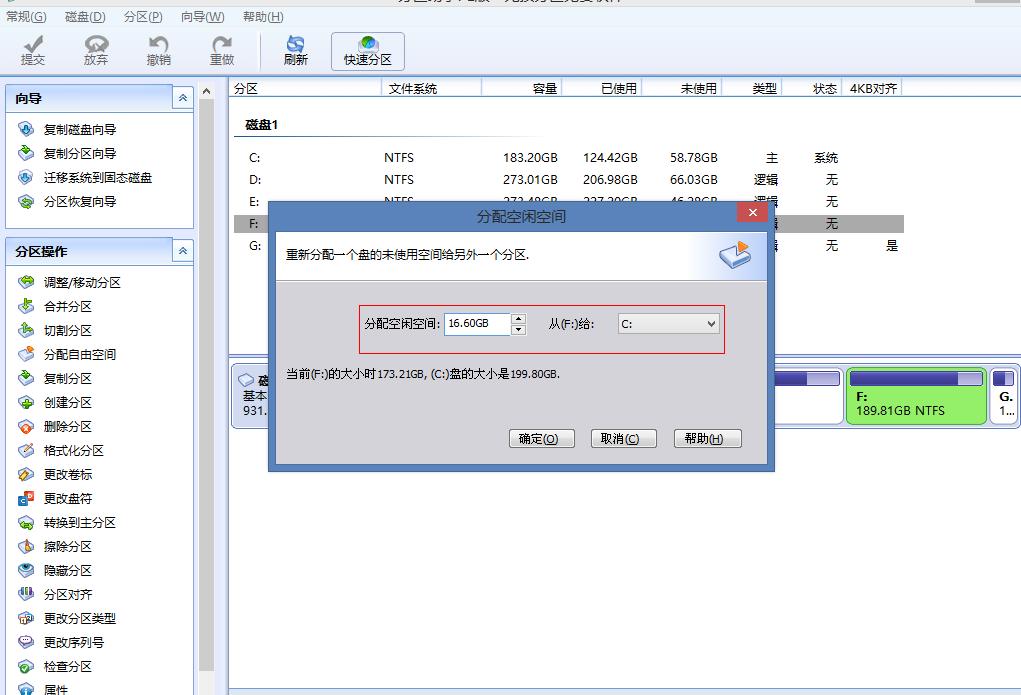 常规(G) 磁盘(D) 分区(P) 向导(W) 帮助(H)
提交 放弃 撤销 重做 刷新 快速分区
向导
复制磁盘向导
复制分区向导
迁移系统到固态磁盘
分区恢复向导
分区操作
调整/移动分区
合并分区
切割分区
分配自由空间
复制分区
创建分区
删除分区
格式化分区
更改卷标
更改盘符
转换到主分区
擦除分区
隐藏分区
分区对齐
更改分区类型
更改序列号
检查分区
属性
分区 文件系统 容量 已使用 未使用 类型 状态 4KB对齐
磁盘1
C: NTFS 183.20GB 124.42GB 58.78GB 主 系统
D: NTFS 273.01GB 206.98GB 66.03GB 逻辑 无
E: 无
F: 无
G: 无 是
分配空闲空间
重新分配一个盘的未使用空间给另外一个分区.
分配空闲空间: 16.60GB 从(F:)给: C:
当前(F:)的大小时173.21GB, (C:)盘的大小是199.80GB.
确定(O) 取消(C) 帮助(H)
基本
931.
F:
189.81GB NTFS
G.
1...